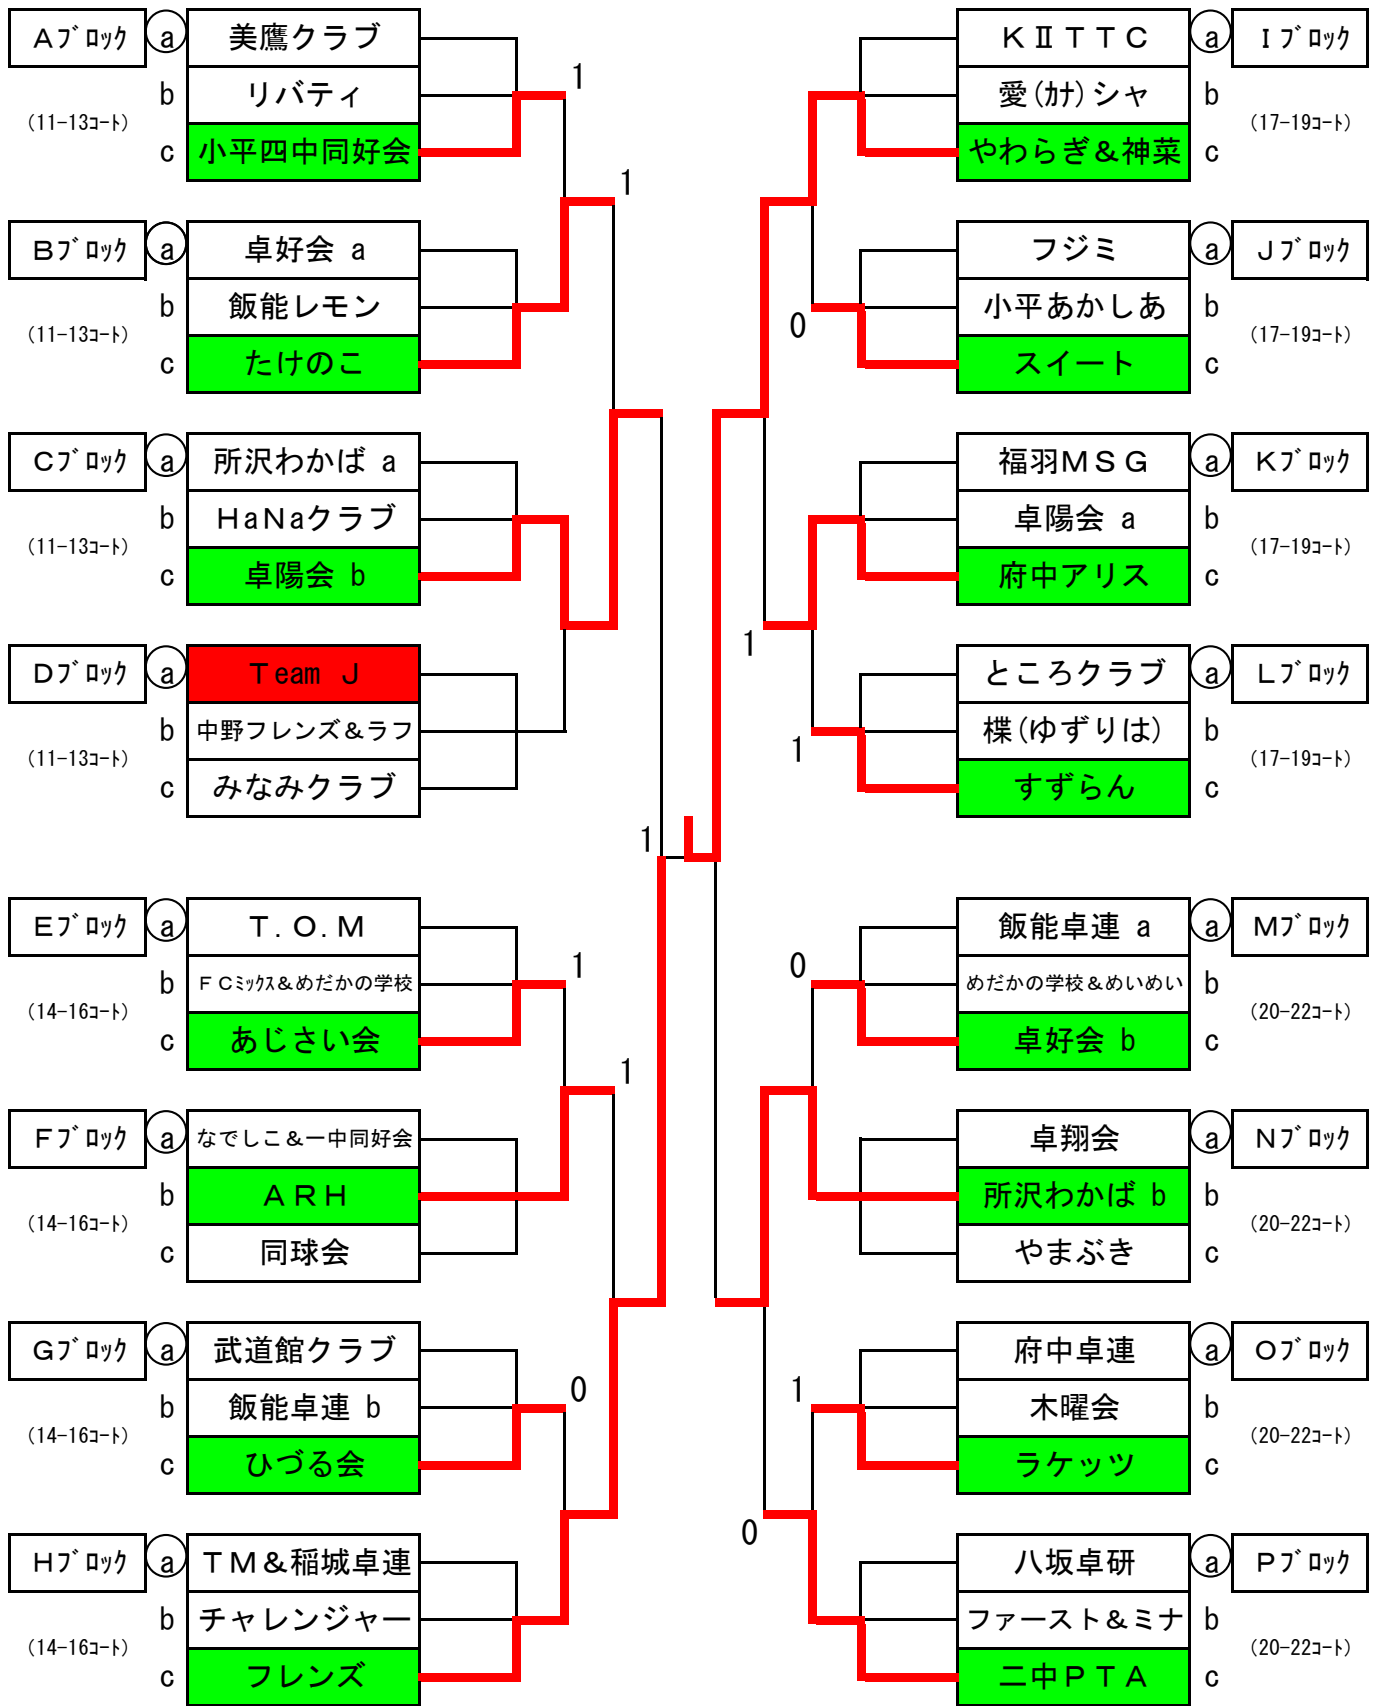 Aﾌﾞﾛｯｸ a 美鷹クラブ
b リバティ
(11-13ｺｰﾄ)
c 小平四中同好会
1
1
Bﾌﾞﾛｯｸ a 卓好会 a
b 飯能レモン
(11-13ｺｰﾄ)
c たけのこ
Cﾌﾞﾛｯｸ a 所沢わかば a
b HaNaクラブ
(11-13ｺｰﾄ)
c 卓陽会 b
Dﾌﾞﾛｯｸ a Team J
b 中野フレンズ&ラフ
(11-13ｺｰﾄ)
c みなみクラブ
1
Eﾌﾞﾛｯｸ a T.O.M
b FCﾐｯｸｽ&めだかの学校
(14-16ｺｰﾄ)
c あじさい会
1
1
Fﾌﾞﾛｯｸ a なでしこ&一中同好会
b ARH
(14-16ｺｰﾄ)
c 同球会
Gﾌﾞﾛｯｸ a 武道館クラブ
b 飯能卓連 b
(14-16ｺｰﾄ)
c ひづる会
0
Hﾌﾞﾛｯｸ a TM&稲城卓連
b チャレンジャー
(14-16ｺｰﾄ)
c フレンズ
KⅡTTC a Iﾌﾞﾛｯｸ
愛(ｶﾅ)シャ b
(17-19ｺｰﾄ)
やわらぎ&神菜 c
フジミ a Jﾌﾞﾛｯｸ
小平あかしあ b
0
(17-19ｺｰﾄ)
スイート c
福羽MSG a Kﾌﾞﾛｯｸ
卓陽会 a b
(17-19ｺｰﾄ)
府中アリス c
1
ところクラブ a Lﾌﾞﾛｯｸ
楪(ゆずりは) b
1
(17-19ｺｰﾄ)
すずらん c
飯能卓連 a a Mﾌﾞﾛｯｸ
0
めだかの学校&めいめい b
(20-22ｺｰﾄ)
卓好会 b c
卓翔会 a Nﾌﾞﾛｯｸ
所沢わかば b b
(20-22ｺｰﾄ)
やまぶき c
府中卓連 a Oﾌﾞﾛｯｸ
1
木曜会 b
(20-22ｺｰﾄ)
ラケッツ c
0
八坂卓研 a Pﾌﾞﾛｯｸ
ファースト&ミナ b
(20-22ｺｰﾄ)
二中PTA c